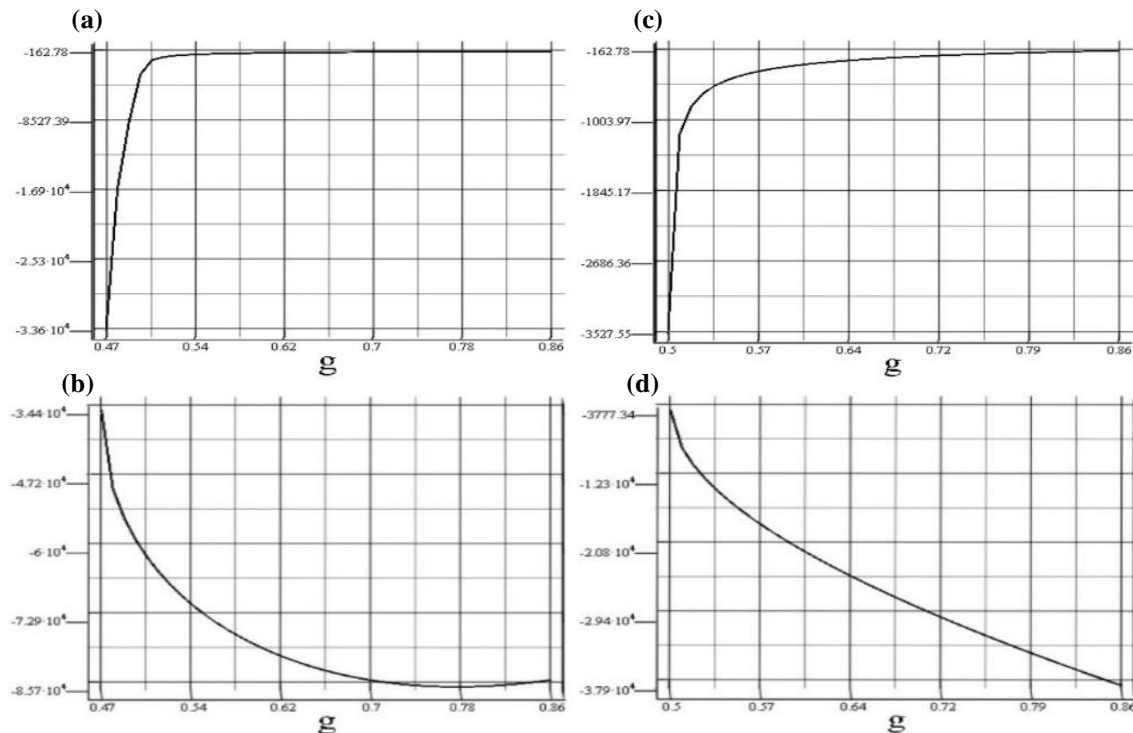 (a)
-162.78
-8527.39
-1.69·10⁴
-2.53·10⁴
-3.36·10⁴
0.47 0.54 0.62 0.7 0.78 0.86
g
(c)
-162.78
-1003.97
-1845.17
-2686.36
-3527.55
0.5 0.57 0.64 0.72 0.79 0.86
g
(b)
-3.44·10⁴
-4.72·10⁴
-6·10⁴
-7.29·10⁴
-8.57·10⁴
0.47 0.54 0.62 0.7 0.78 0.86
g
(d)
-3777.34
-1.23·10⁴
-2.08·10⁴
-2.94·10⁴
-3.79·10⁴
0.5 0.57 0.64 0.72 0.79 0.86
g